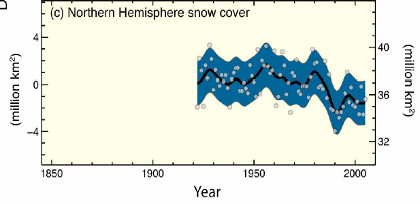 (c) Northern Hemisphere snow cover
(million km²)
4
0
−4
40
36
32
(million km²)
1850
1900
1950
2000
Year